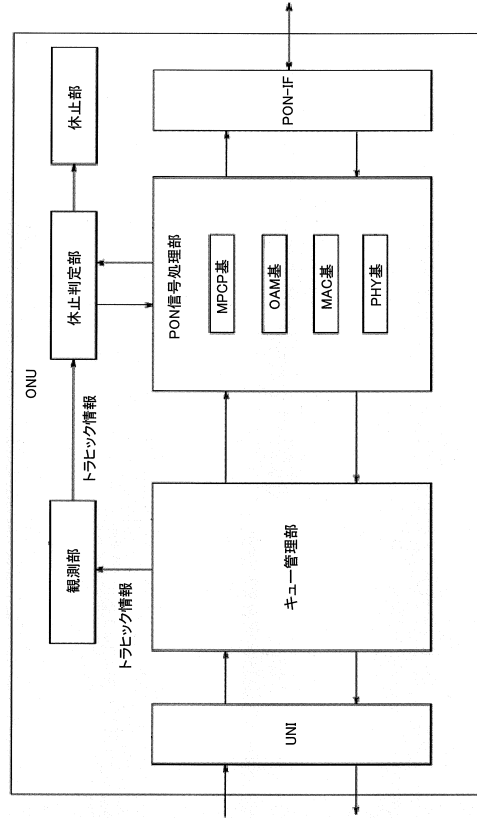 ONU
観測部
トラヒック情報
休止判定部
休止部
トラヒック情報
UNI
キュー管理部
PON信号処理部
MPCP基
OAM基
MAC基
PHY基
PON-IF